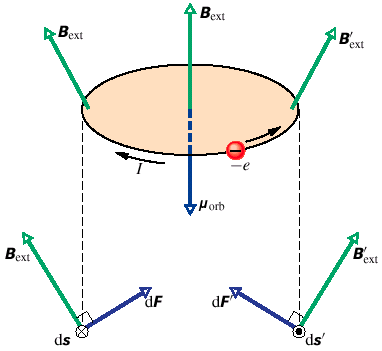 B_ext
B_ext
B'_ext
I
−e
μ_orb
B_ext
dF
dF'
B'_ext
ds
ds'